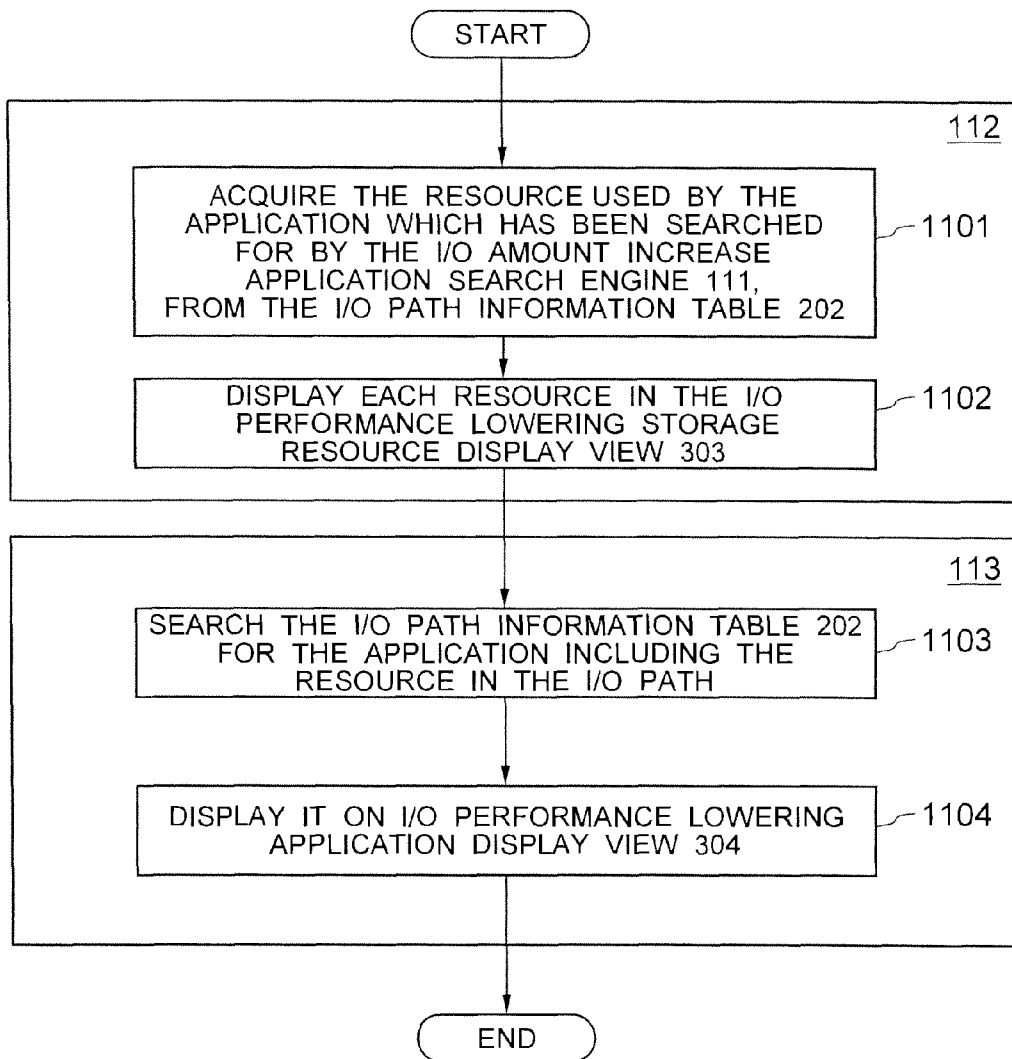 START
112
ACQUIRE THE RESOURCE USED BY THE
APPLICATION WHICH HAS BEEN SEARCHED
FOR BY THE I/O AMOUNT INCREASE
APPLICATION SEARCH ENGINE 111,
FROM THE I/O PATH INFORMATION TABLE 202
1101
DISPLAY EACH RESOURCE IN THE I/O
PERFORMANCE LOWERING STORAGE
RESOURCE DISPLAY VIEW 303
1102
113
SEARCH THE I/O PATH INFORMATION TABLE 202
FOR THE APPLICATION INCLUDING THE
RESOURCE IN THE I/O PATH
1103
DISPLAY IT ON I/O PERFORMANCE LOWERING
APPLICATION DISPLAY VIEW 304
1104
END